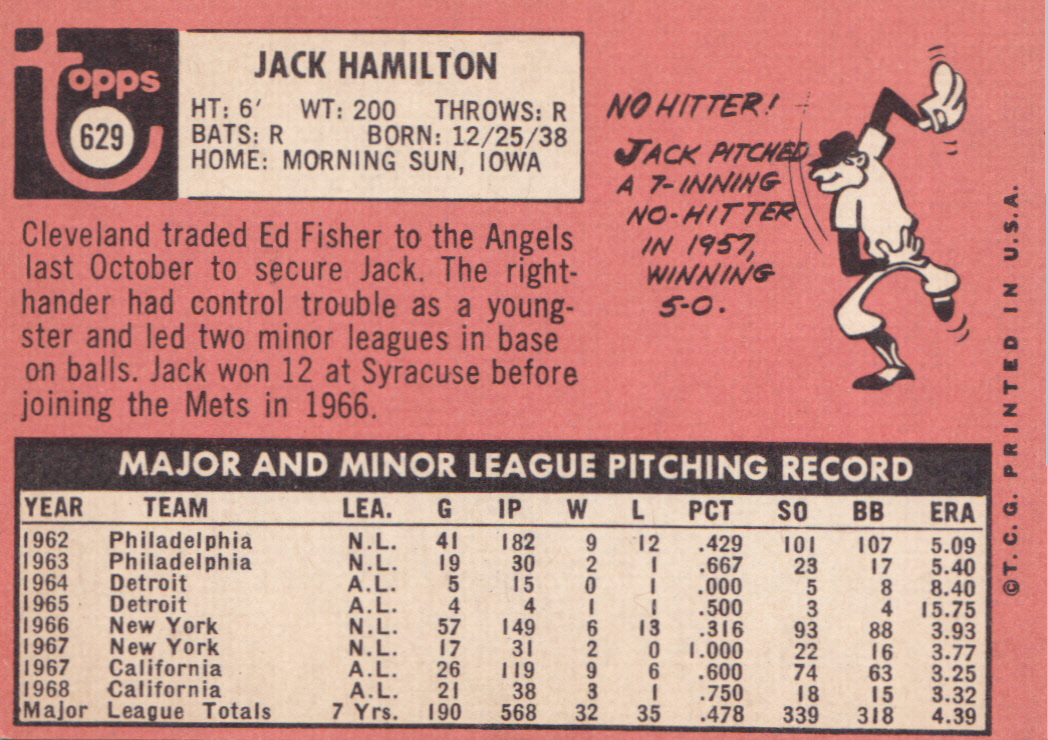 topps
629
JACK HAMILTON
HT: 6' WT: 200 THROWS: R
BATS: R BORN: 12/25/38
HOME: MORNING SUN, IOWA
Cleveland traded Ed Fisher to the Angels
last October to secure Jack. The right-
hander had control trouble as a young-
ster and led two minor leagues in base
on balls. Jack won 12 at Syracuse before
joining the Mets in 1966.
NO HITTER!
JACK PITCHED
A 7-INNING
NO-HITTER
IN 1957,
WINNING
5-0.
©T. C. G. PRINTED IN U.S.A.
MAJOR AND MINOR LEAGUE PITCHING RECORD
YEAR TEAM LEA. G IP W L PCT SO BB ERA
1962 Philadelphia N.L. 41 182 9 12 .429 101 107 5.09
1963 Philadelphia N.L. 19 30 2 1 .667 23 17 5.40
1964 Detroit A.L. 5 15 0 1 .000 5 8 8.40
1965 Detroit A.L. 4 4 1 1 .500 3 4 15.75
1966 New York N.L. 57 149 6 13 .316 93 88 3.93
1967 New York N.L. 17 31 2 0 1.000 22 16 3.77
1967 California A.L. 26 119 9 6 .600 74 63 3.25
1968 California A.L. 21 38 3 1 .750 18 15 3.32
Major League Totals 7 Yrs. 190 568 32 35 .478 339 318 4.39